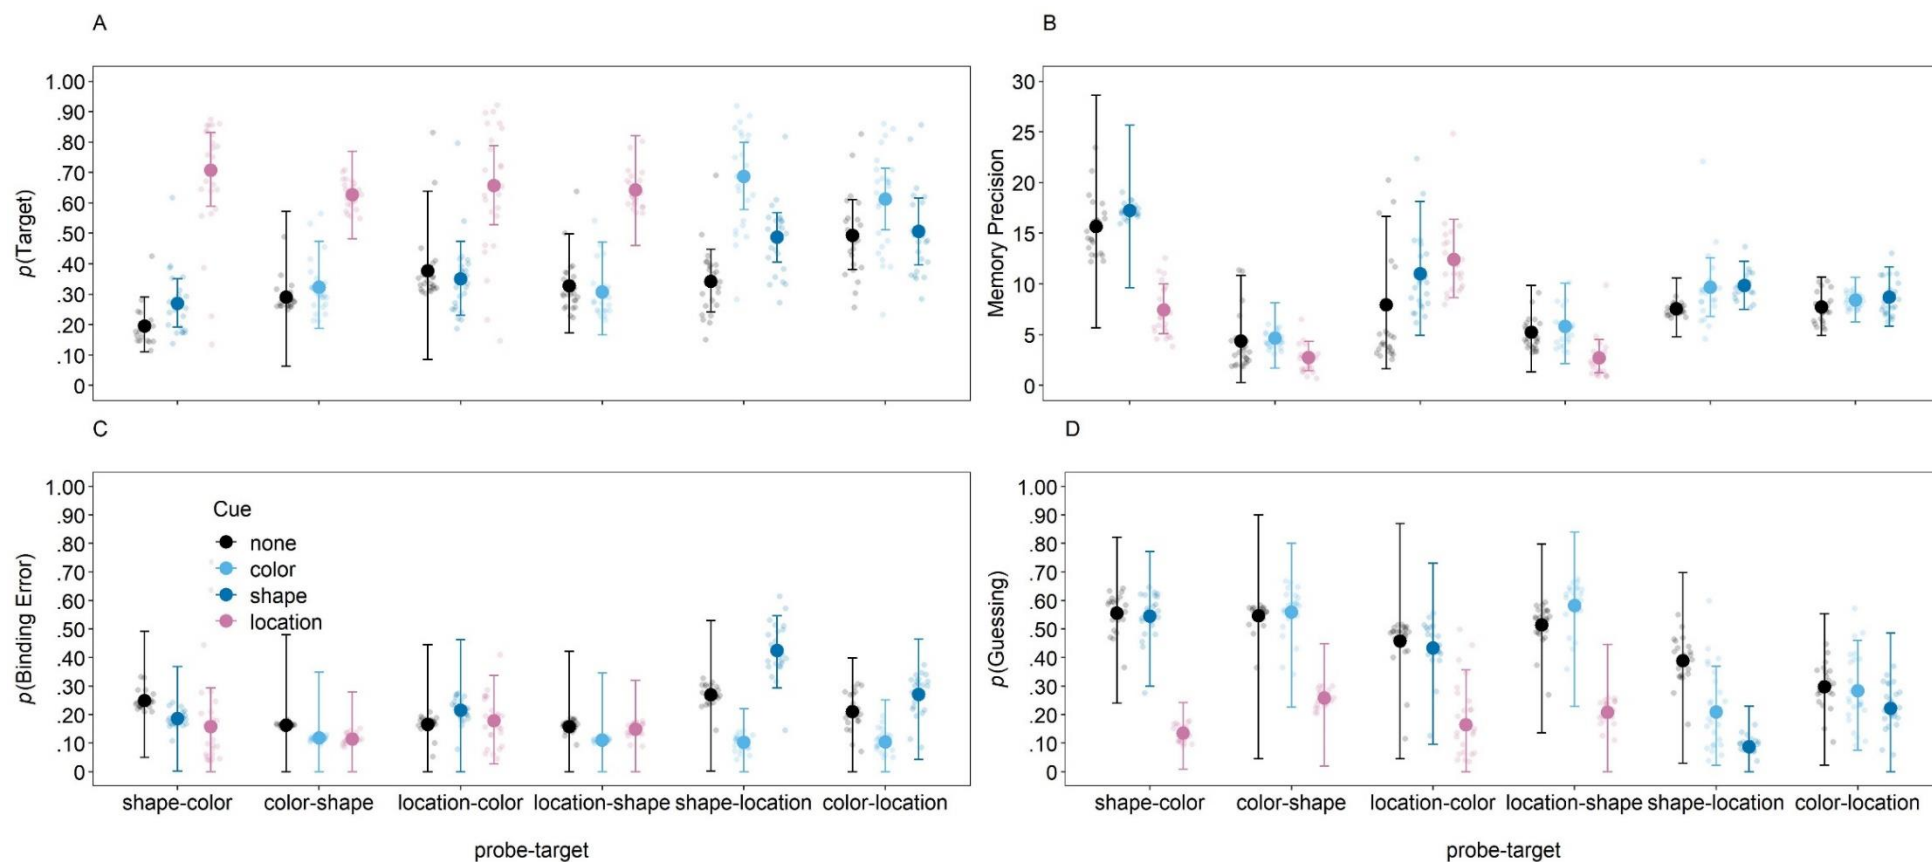 A
1.00
.90
.80
.70
.60
.50
.40
.30
.20
.10
0
p(Target)
B
30
25
20
15
10
5
0
Memory Precision
C
1.00
.90
.80
.70
.60
.50
.40
.30
.20
.10
0
p(Binding Error)
Cue
none
color
shape
location
shape-color color-shape location-color location-shape shape-location color-location
probe-target
D
1.00
.90
.80
.70
.60
.50
.40
.30
.20
.10
0
p(Guessing)
shape-color color-shape location-color location-shape shape-location color-location
probe-target